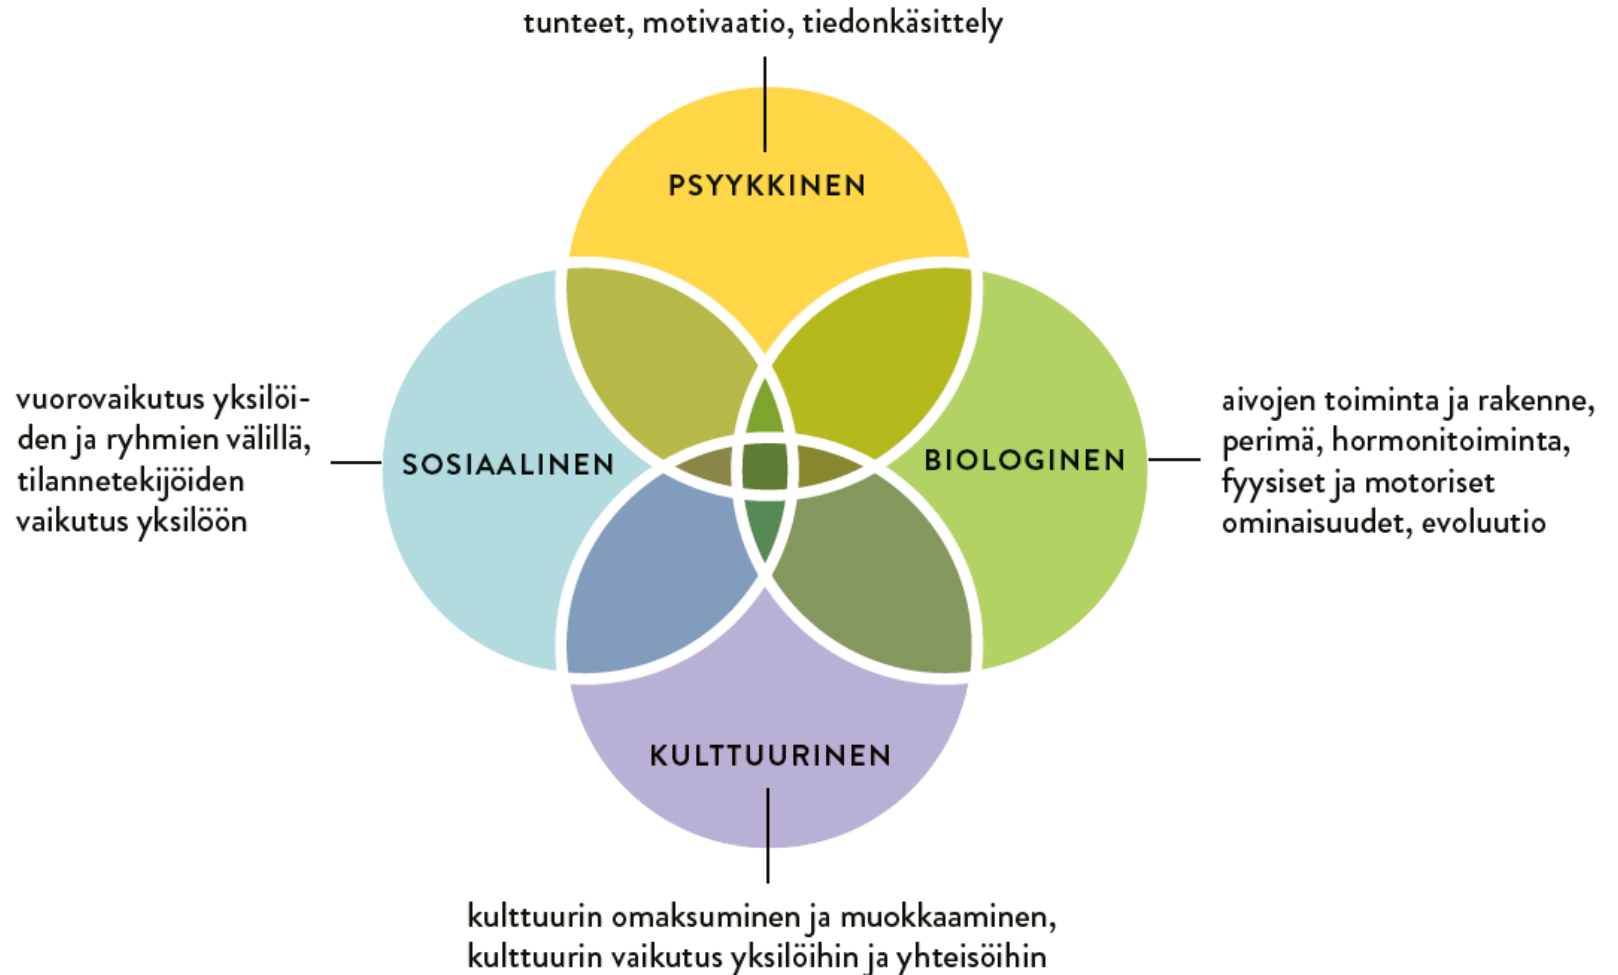 tunteet, motivaatio, tiedonkäsittely
PSYYKKINEN
vuorovaikutus yksilöi-
den ja ryhmien välillä,
tilannetekijöiden
vaikutus yksilöön
SOSIAALINEN
BIOLOGINEN
aivojen toiminta ja rakenne,
perimä, hormonitoiminta,
fyysiset ja motoriset
ominaisuudet, evoluutio
KULTTUURINEN
kulttuurin omaksuminen ja muokkaaminen,
kulttuurin vaikutus yksilöihin ja yhteisöihin